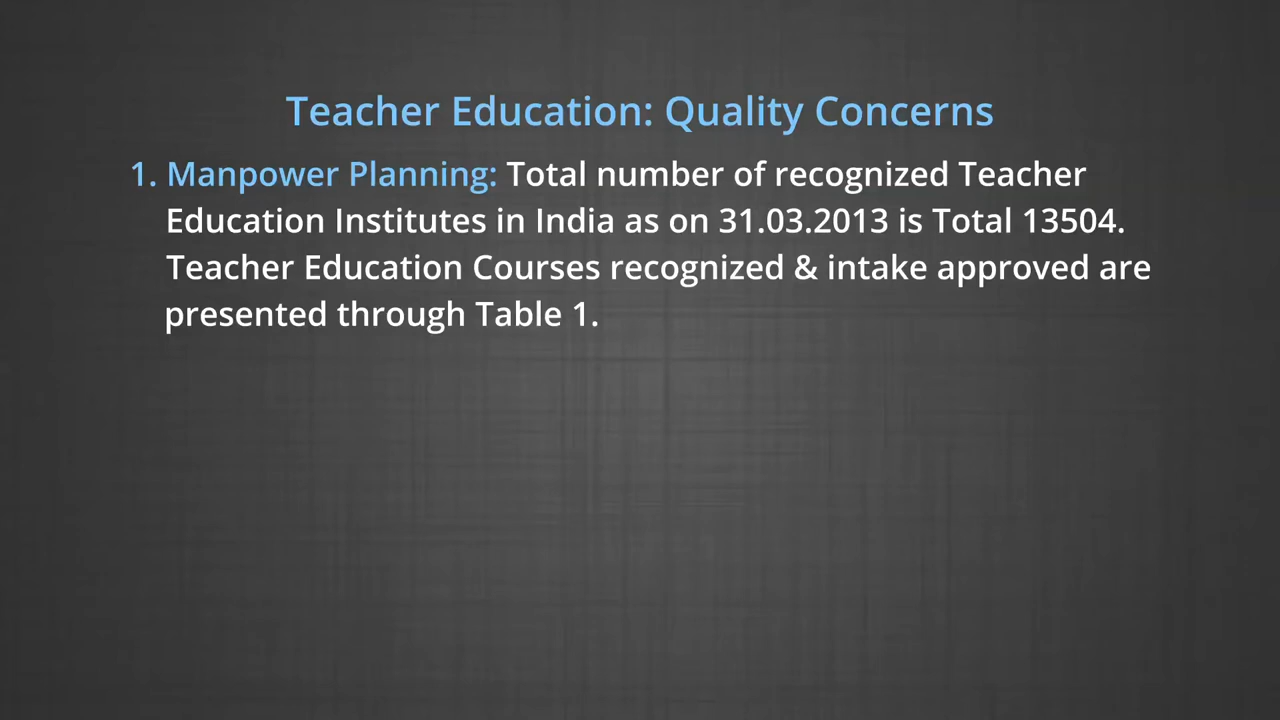 Teacher Education: Quality Concerns
1. Manpower Planning: Total number of recognized Teacher
Education Institutes in India as on 31.03.2013 is Total 13504.
Teacher Education Courses recognized & intake approved are
presented through Table 1.